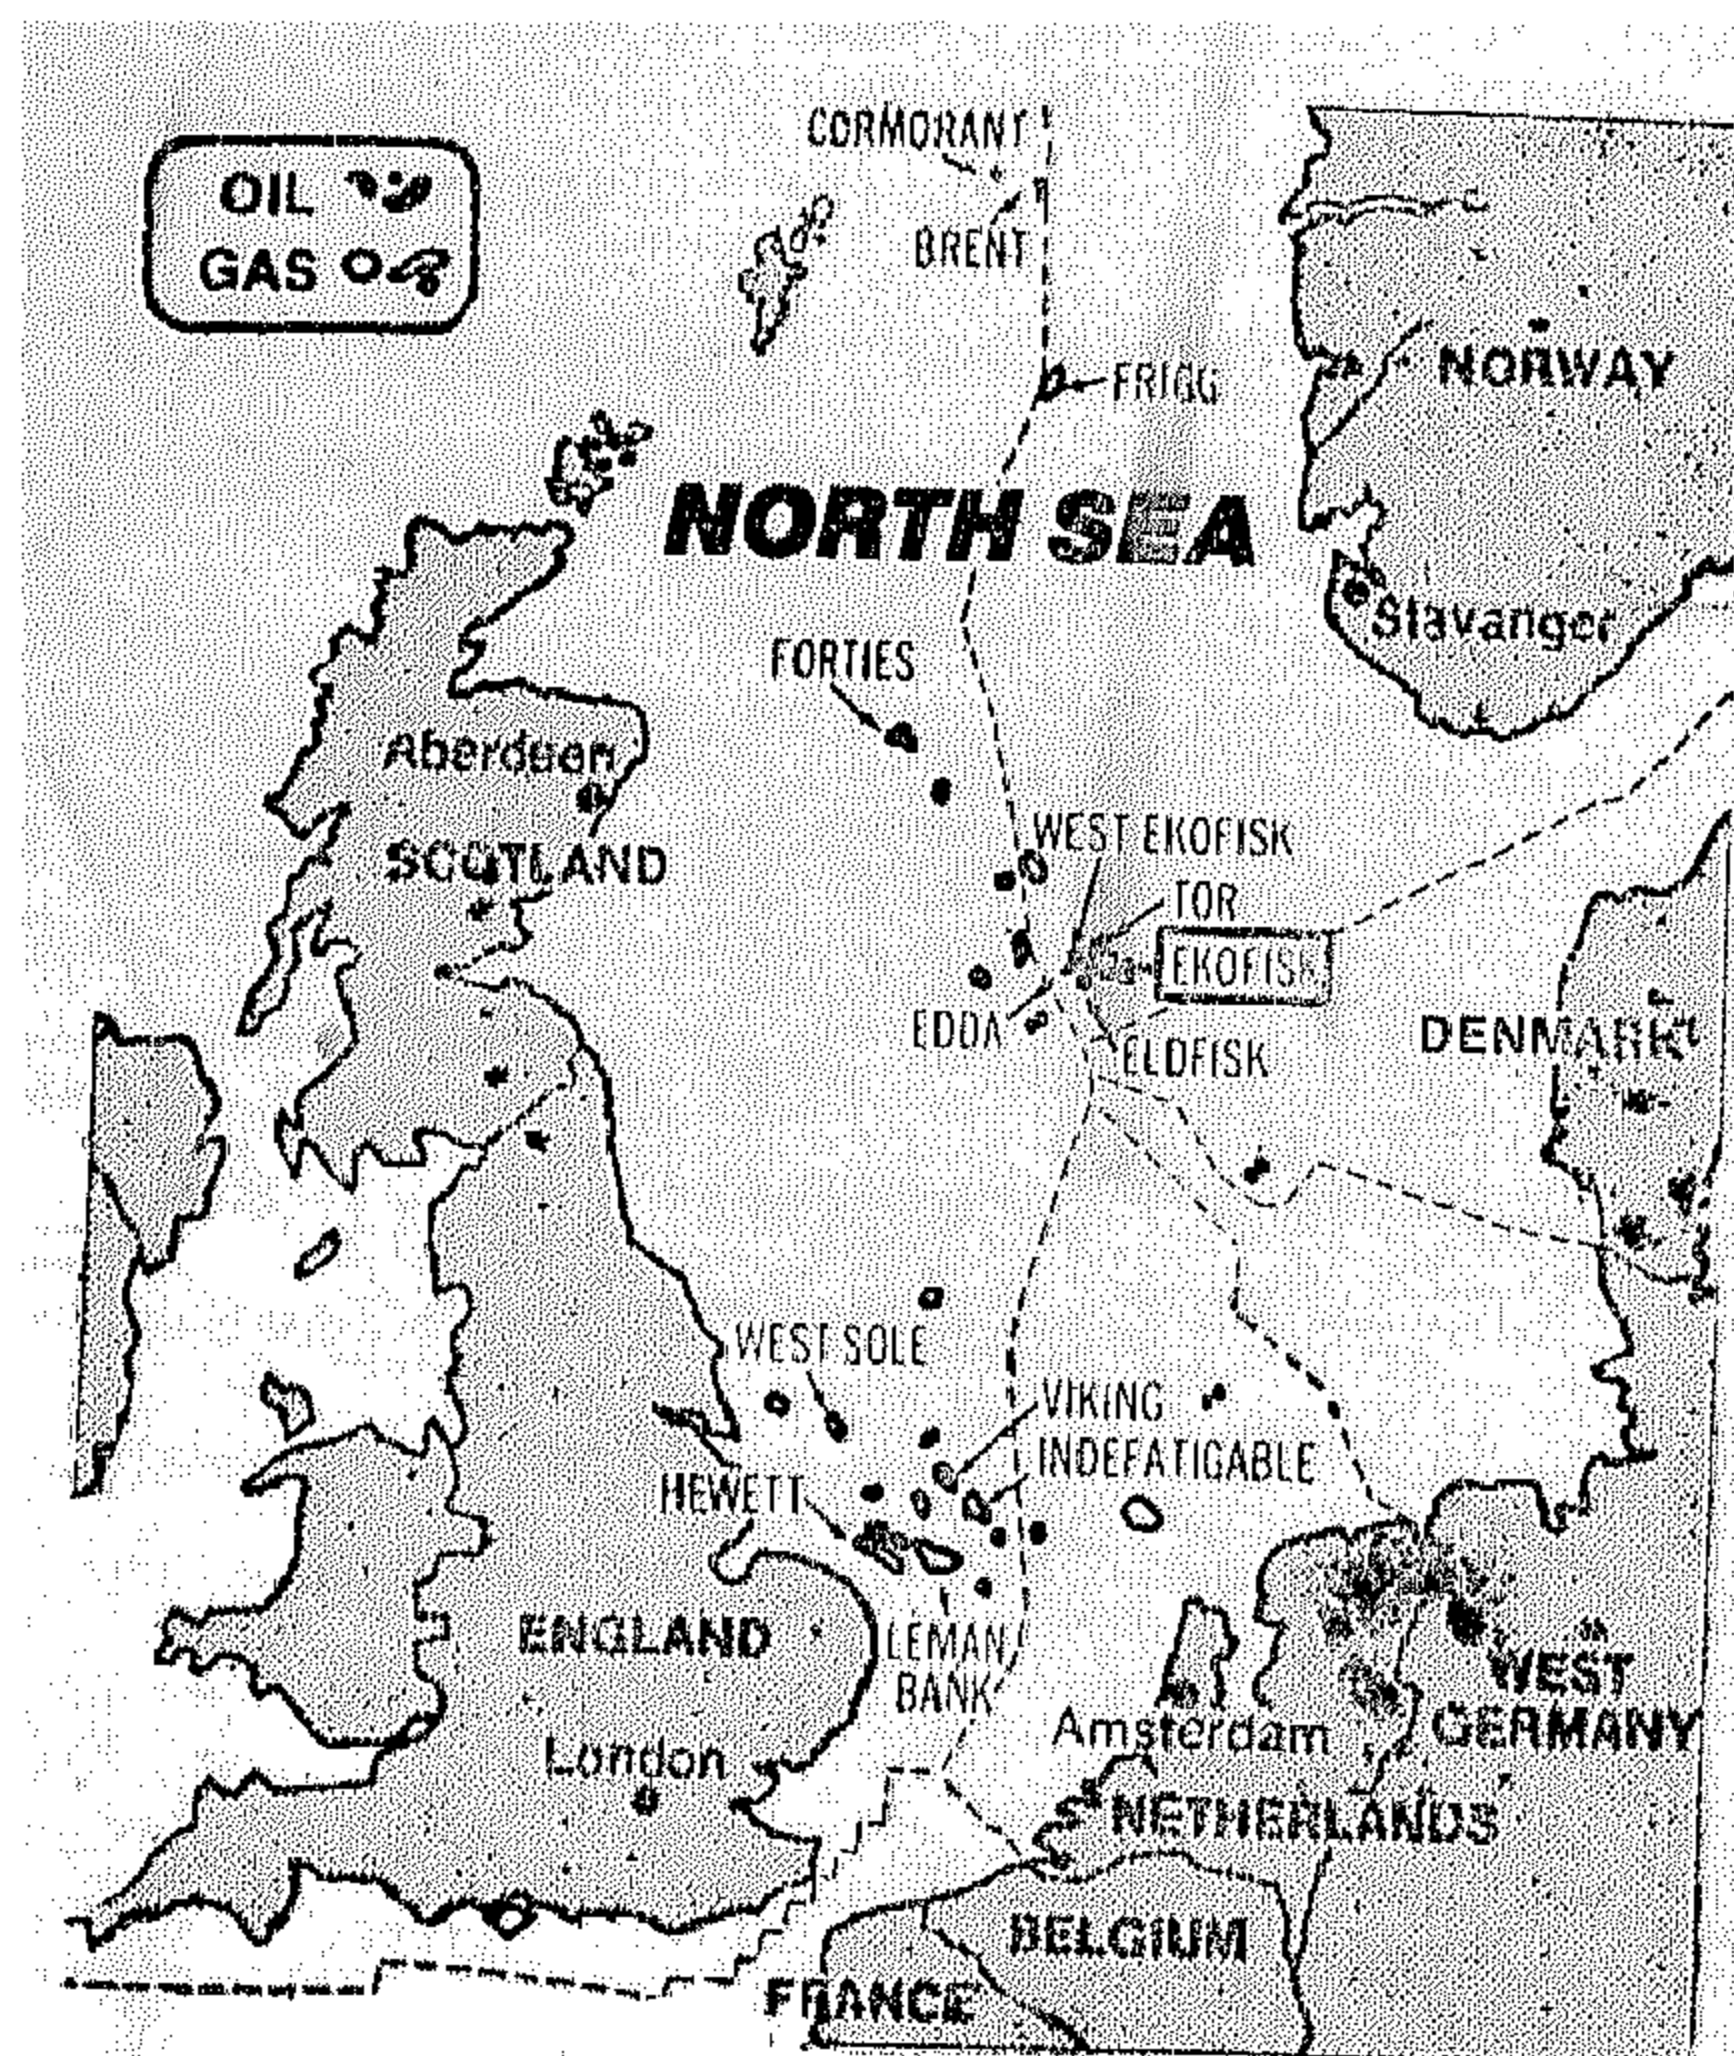 CORMORANT
OIL
GAS
BRENT
FRIGG
NORWAY
NORTH SEA
Stavanger
FORTIES
Aberdeen
WEST EKOFISK
SCOTLAND
TOR
EKOFISK
EDDA
DENMARK
ELDFISK
WEST SOLE
VIKING
INDEFATIGABLE
HEWETT
ENGLAND
LEMAN
BANK
WEST
GERMANY
Amsterdam
London
NETHERLANDS
BELGIUM
FRANCE